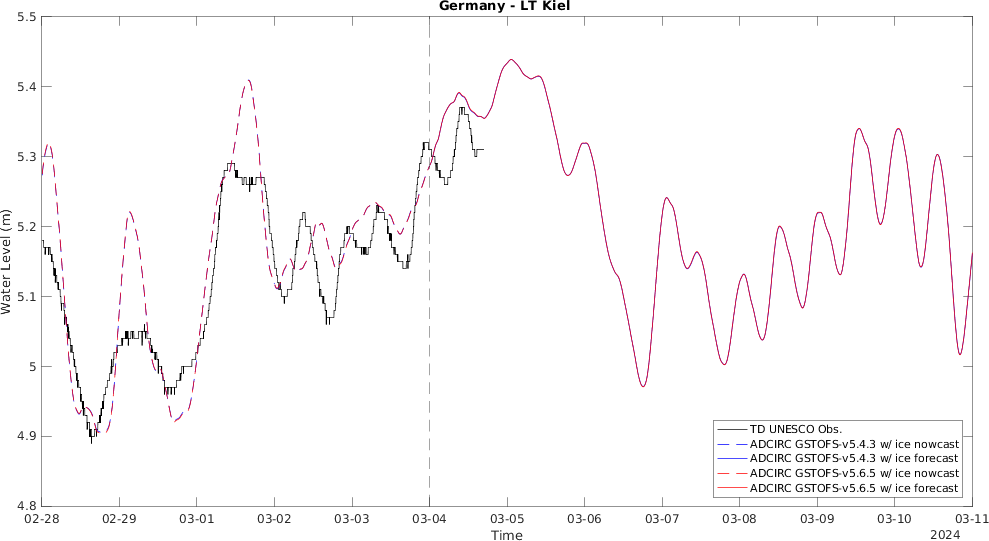 Germany - LT Kiel
5.5
5.4
5.3
5.2
5.1
5
4.9
4.8
Water Level (m)
TD UNESCO Obs.
ADCIRC GSTOFS-v5.4.3 w/ ice nowcast
ADCIRC GSTOFS-v5.4.3 w/ ice forecast
ADCIRC GSTOFS-v5.6.5 w/ ice nowcast
ADCIRC GSTOFS-v5.6.5 w/ ice forecast
02-28 02-29 03-01 03-02 03-03 03-04 03-05 03-06 03-07 03-08 03-09 03-10 03-11
Time 2024